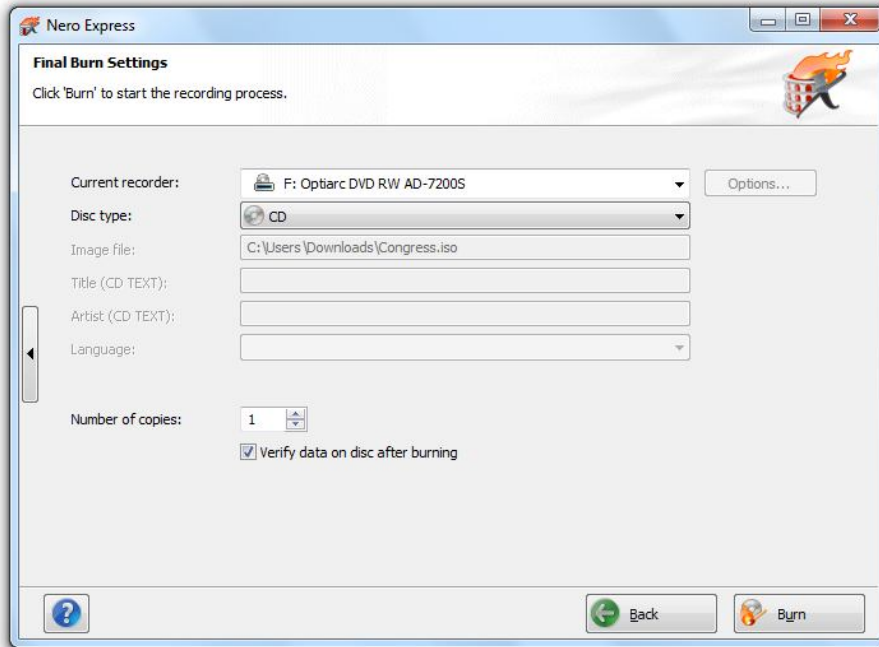 Nero Express
Final Burn Settings
Click 'Burn' to start the recording process.
Current recorder: F: Optiarc DVD RW AD-7200S Options...
Disc type: CD
Image file: C:\Users\Downloads\Congress.iso
Title (CD TEXT):
Artist (CD TEXT):
Language:
Number of copies: 1
Verify data on disc after burning
Back Burn